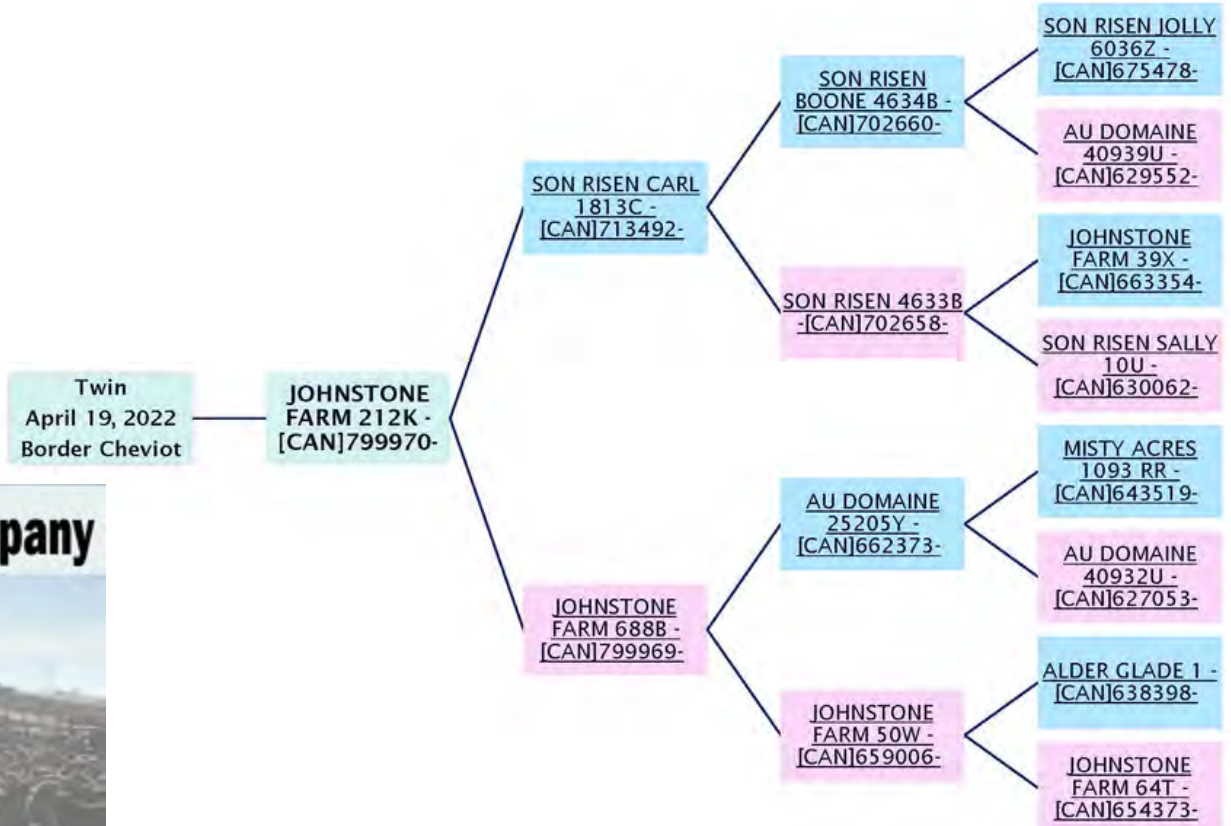 Twin
April 19, 2022
Border Cheviot
JOHNSTONE
FARM 212K -
[CAN]799970-
SON RISEN CARL
1813C -
[CAN]713492-
JOHNSTONE
FARM 688B -
[CAN]799969-
SON RISEN
BOONE 4634B -
[CAN]702660-
SON RISEN 4633B
-[CAN]702658-
AU DOMAINE
25205Y -
[CAN]662373-
JOHNSTONE
FARM 50W -
[CAN]659006-
SON RISEN JOLLY
6036Z -
[CAN]675478-
AU DOMAINE
40939U -
[CAN]629552-
JOHNSTONE
FARM 39X -
[CAN]663354-
SON RISEN SALLY
10U -
[CAN]630062-
MISTY ACRES
1093 RR -
[CAN]643519-
AU DOMAINE
40932U -
[CAN]627053-
ALDER GLADE 1 -
[CAN]638398-
JOHNSTONE
FARM 64T -
[CAN]654373-
pany